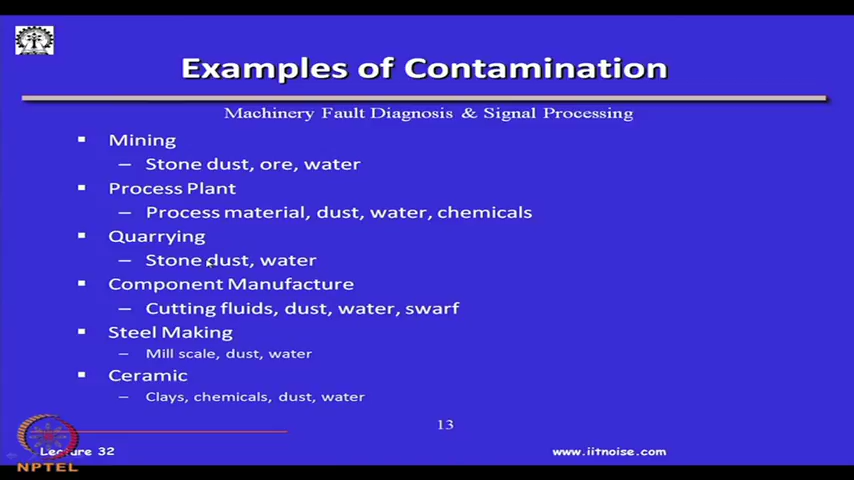 Examples of Contamination
Machinery Fault Diagnosis & Signal Processing
▪ Mining
– Stone dust, ore, water
▪ Process Plant
– Process material, dust, water, chemicals
▪ Quarrying
– Stone dust, water
▪ Component Manufacture
– Cutting fluids, dust, water, swarf
▪ Steel Making
– Mill scale, dust, water
▪ Ceramic
– Clays, chemicals, dust, water
13
Lecture 32
www.iitnoise.com
NPTEL